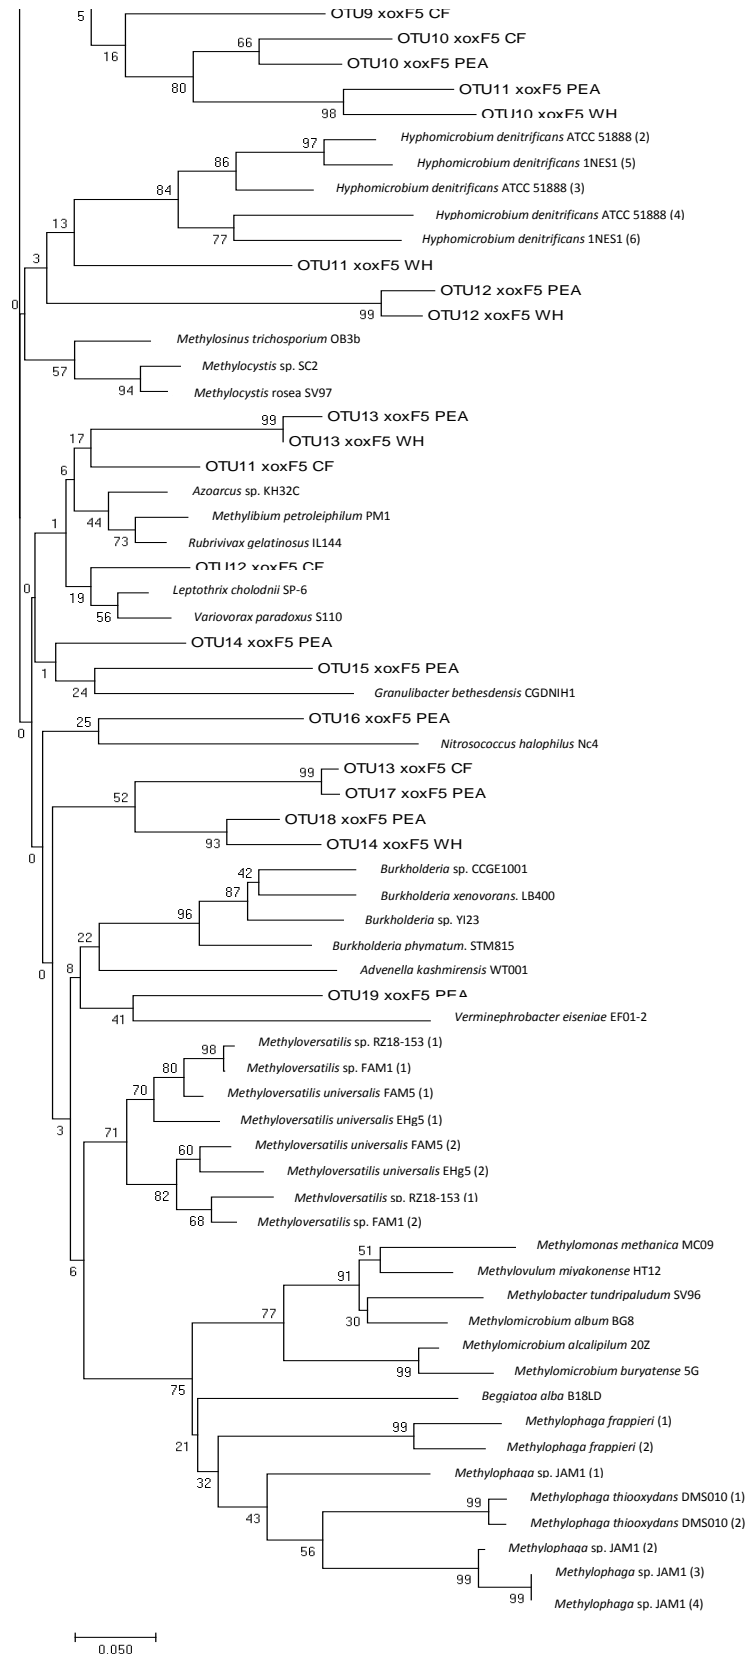 OTU9 xoxF5 CF
5
OTU10 xoxF5 CF
66
16
OTU10 xoxF5 PEA
80
OTU11 xoxF5 PEA
98
OTU10 xoxF5 WH
Hyphomicrobium denitrificans ATCC 51888 (2)
97
86
Hyphomicrobium denitrificans 1NES1 (5)
84
Hyphomicrobium denitrificans ATCC 51888 (3)
Hyphomicrobium denitrificans ATCC 51888 (4)
13
77
Hyphomicrobium denitrificans 1NES1 (6)
3
OTU11 xoxF5 WH
OTU12 xoxF5 PEA
0
99
OTU12 xoxF5 WH
Methylosinus trichosporium OB3b
57
Methylocystis sp. SC2
94
Methylocystis rosea SV97
99
OTU13 xoxF5 PEA
17
OTU13 xoxF5 WH
6
OTU11 xoxF5 CF
Azoarcus sp. KH32C
44
Methylibium petroleiphilum PM1
1
73
Rubrivivax gelatinosus IL144
OTU12 xoxF5 CF
0
19
Leptothrix cholodnii SP-6
56
Variovorax paradoxus S110
OTU14 xoxF5 PEA
1
OTU15 xoxF5 PEA
24
Granulibacter bethesdensis CGDNIH1
25
OTU16 xoxF5 PEA
0
Nitrosococcus halophilus Nc4
99
OTU13 xoxF5 CF
52
OTU17 xoxF5 PEA
OTU18 xoxF5 PEA
93
OTU14 xoxF5 WH
0
42
Burkholderia sp. CCGE1001
87
Burkholderia xenovorans. LB400
96
Burkholderia sp. YI23
22
Burkholderia phymatum. STM815
0
8
Advenella kashmirensis WT001
OTU19 xoxF5 PEA
41
Verminephrobacter eiseniae EF01-2
98
Methyloversatilis sp. RZ18-153 (1)
80
Methyloversatilis sp. FAM1 (1)
70
Methyloversatilis universalis FAM5 (1)
3
71
Methyloversatilis universalis EHg5 (1)
60
Methyloversatilis universalis FAM5 (2)
Methyloversatilis universalis EHg5 (2)
82
Methyloversatilis sp. RZ18-153 (1)
68
Methyloversatilis sp. FAM1 (2)
6
51
Methylomonas methanica MC09
91
Methylovulum miyakonense HT12
Methylobacter tundripaludum SV96
77
30
Methylomicrobium album BG8
Methylomicrobium alcalipilum 20Z
99
Methylomicrobium buryatense 5G
75
Beggiatoa alba B18LD
21
99
Methylophaga frappieri (1)
Methylophaga frappieri (2)
32
Methylophaga sp. JAM1 (1)
43
99
Methylophaga thiooxydans DMS010 (1)
Methylophaga thiooxydans DMS010 (2)
56
Methylophaga sp. JAM1 (2)
99
Methylophaga sp. JAM1 (3)
99
Methylophaga sp. JAM1 (4)
0.050